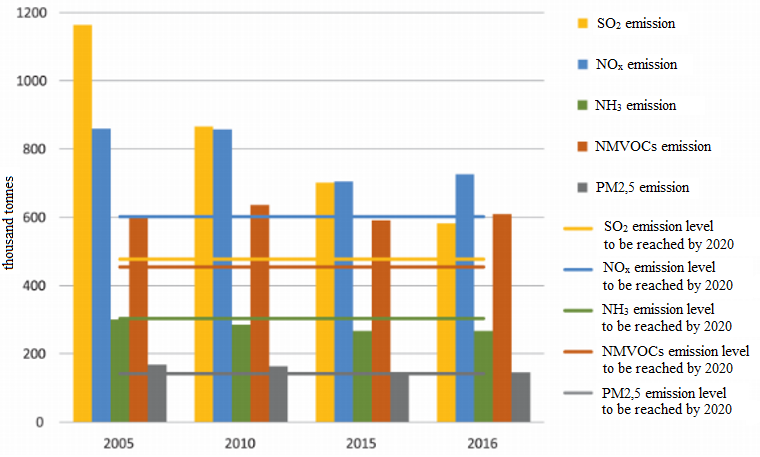 1200
1000
800
600
400
200
0
thousand tonnes
2005
2010
2015
2016
SO₂ emission
NOₓ emission
NH₃ emission
NMVOCs emission
PM2,5 emission
SO₂ emission level
to be reached by 2020
NOₓ emission level
to be reached by 2020
NH₃ emission level
to be reached by 2020
NMVOCs emission level
to be reached by 2020
PM2,5 emission level
to be reached by 2020